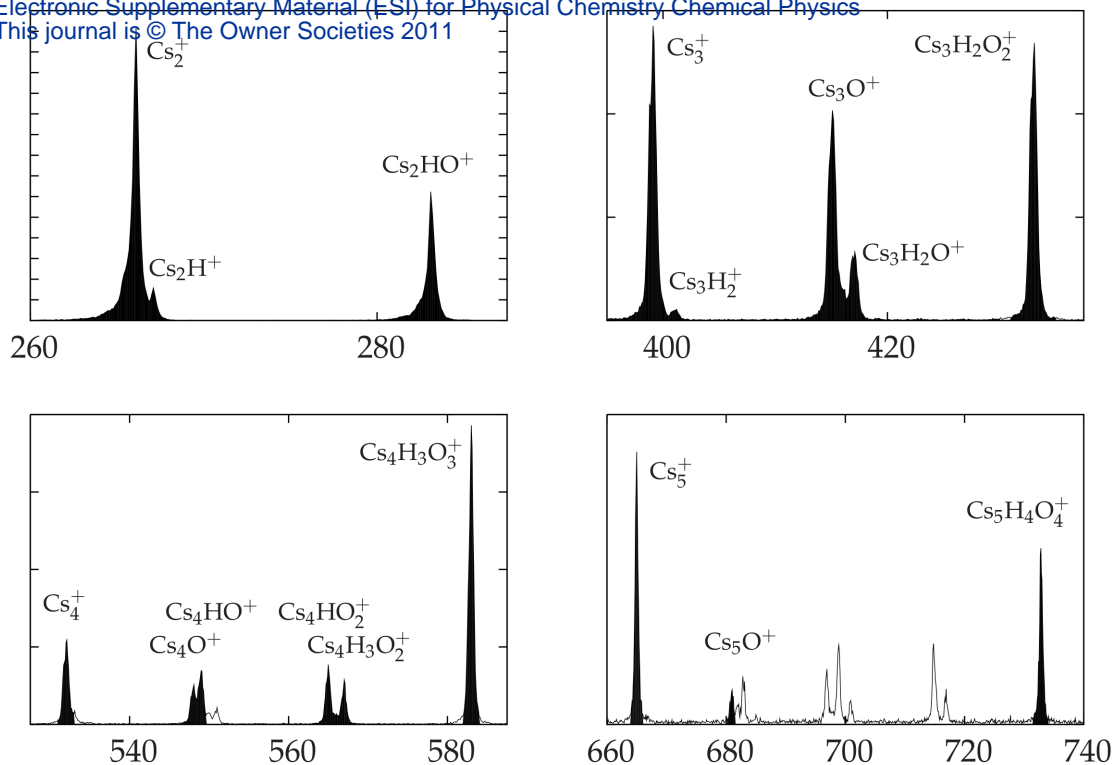 Electronic Supplementary Material (ESI) for Physical Chemistry Chemical Physics
This journal is © The Owner Societies 2011
Cs₂⁺
Cs₂H⁺
Cs₂HO⁺
260 280
Cs₃⁺
Cs₃H₂⁺
Cs₃O⁺
Cs₃H₂O⁺
Cs₃H₂O₂⁺
400 420
Cs₄⁺
Cs₄HO⁺
Cs₄O⁺
Cs₄HO₂⁺
Cs₄H₃O₂⁺
Cs₄H₃O₃⁺
540 560 580
Cs₅⁺
Cs₅O⁺
Cs₅H₄O₄⁺
660 680 700 720 740